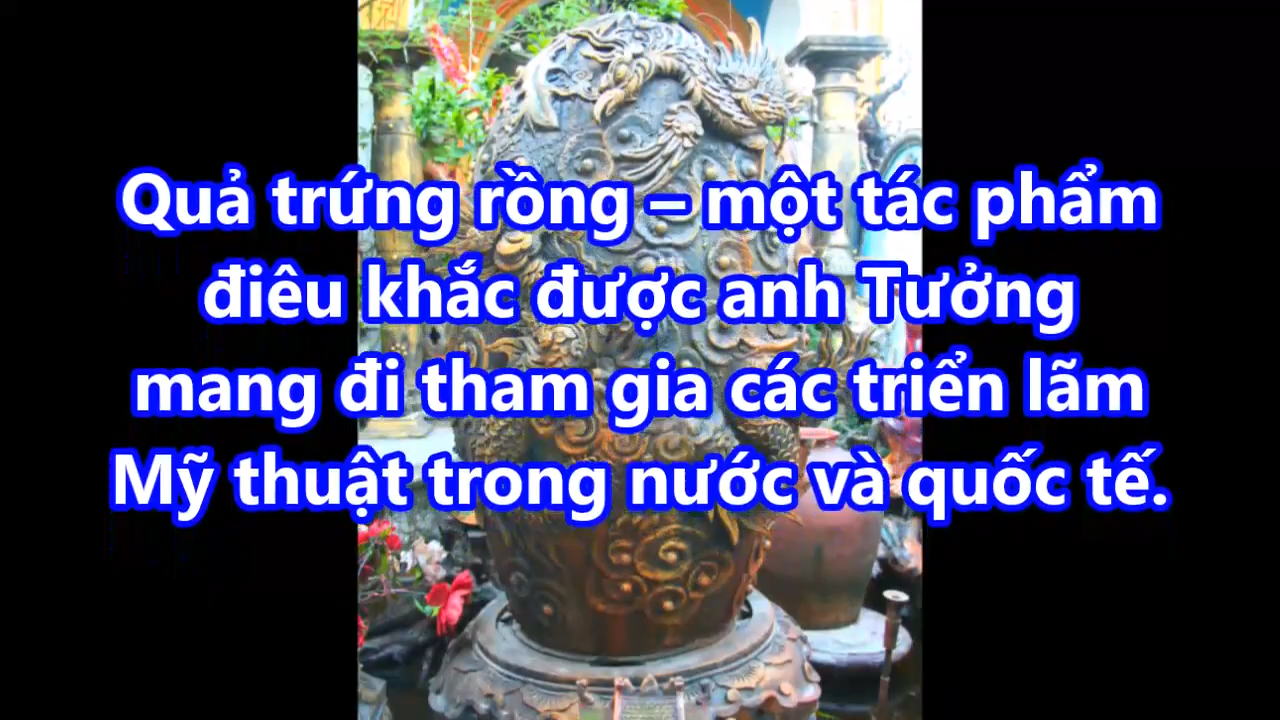 Quả trứng rồng – một tác phẩm
điêu khắc được anh Tưởng
mang đi tham gia các triển lãm
Mỹ thuật trong nước và quốc tế.